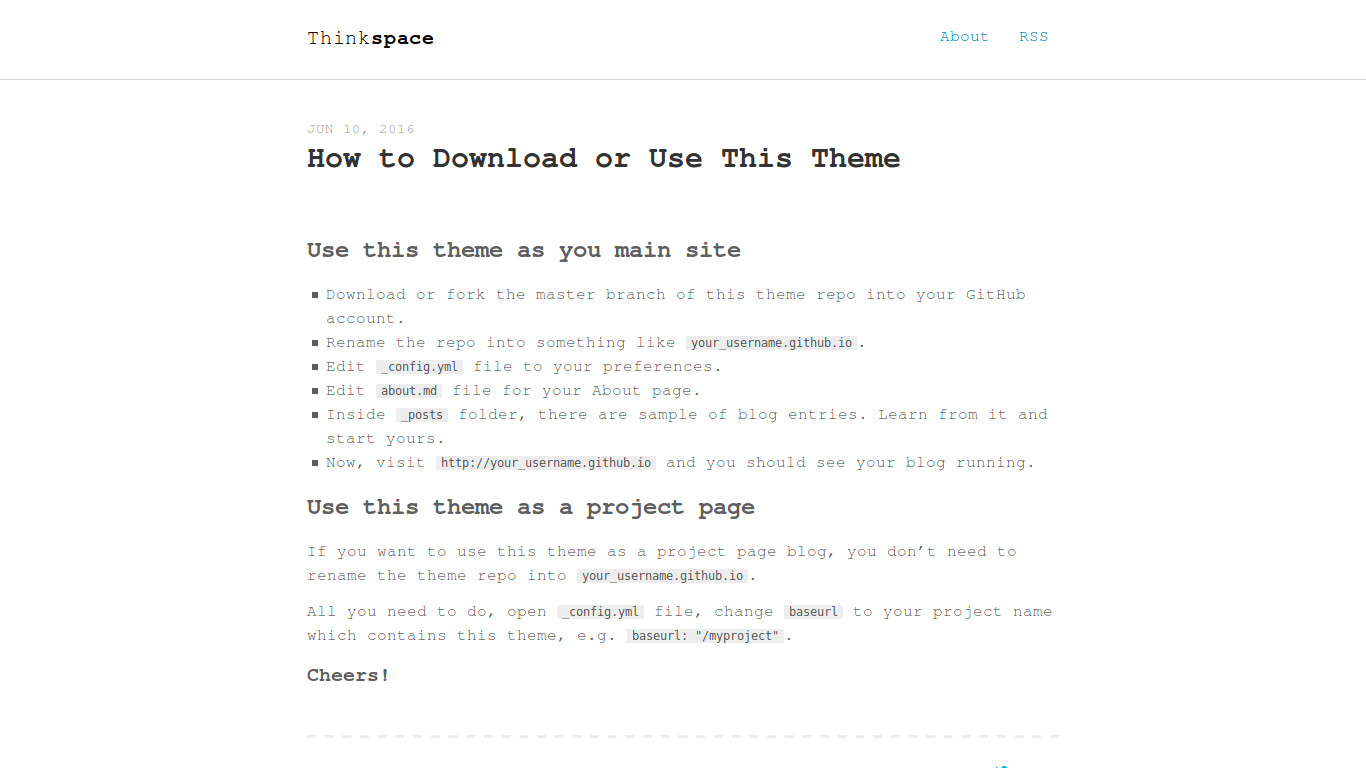 Thinkspace
About RSS
JUN 10, 2016
How to Download or Use This Theme
Use this theme as you main site
Download or fork the master branch of this theme repo into your GitHub
account.
Rename the repo into something like your_username.github.io.
Edit _config.yml file to your preferences.
Edit about.md file for your About page.
Inside _posts folder, there are sample of blog entries. Learn from it and
start yours.
Now, visit http://your_username.github.io and you should see your blog running.
Use this theme as a project page
If you want to use this theme as a project page blog, you don’t need to
rename the theme repo into your_username.github.io.
All you need to do, open _config.yml file, change baseurl to your project name
which contains this theme, e.g. baseurl: "/myproject".
Cheers!